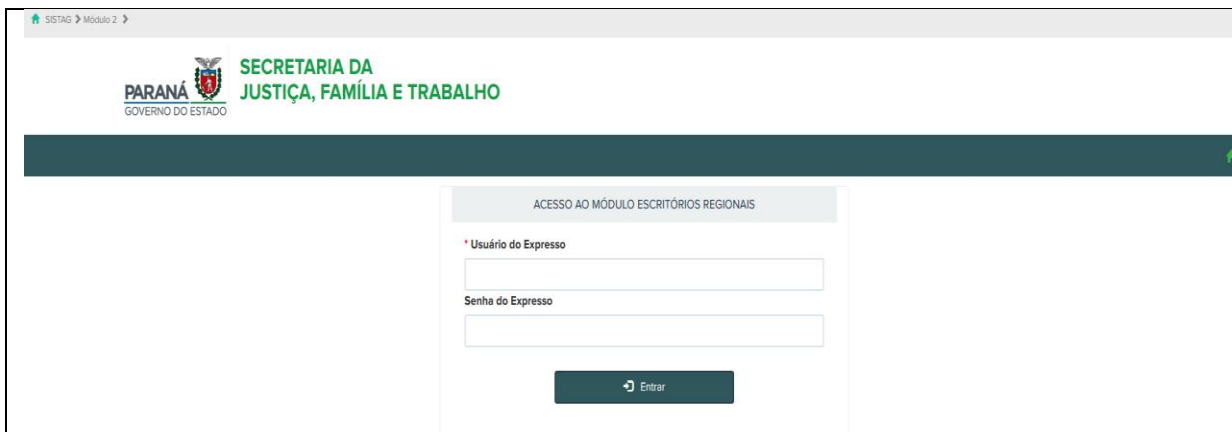 SISTAG ❯ Módulo 2 ❯
PARANÁ
GOVERNO DO ESTADO
SECRETARIA DA
JUSTIÇA, FAMÍLIA E TRABALHO
ACESSO AO MÓDULO ESCRITÓRIOS REGIONAIS
* Usuário do Expresso
Senha do Expresso
Entrar